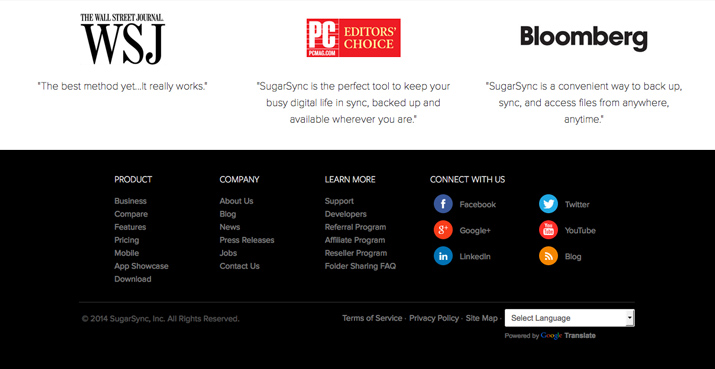 THE WALL STREET JOURNAL.
WSJ
"The best method yet...It really works."
PC
PCMAG.COM
EDITORS'
CHOICE
"SugarSync is the perfect tool to keep your
busy digital life in sync, backed up and
available wherever you are."
Bloomberg
"SugarSync is a convenient way to back up,
sync, and access files from anywhere,
anytime."
PRODUCT
Business
Compare
Features
Pricing
Mobile
App Showcase
Download
COMPANY
About Us
Blog
News
Press Releases
Jobs
Contact Us
LEARN MORE
Support
Developers
Referral Program
Affiliate Program
Reseller Program
Folder Sharing FAQ
CONNECT WITH US
f Facebook
Twitter
g+ Google+
You Tube YouTube
in LinkedIn
Blog
© 2014 SugarSync, Inc. All Rights Reserved.
Terms of Service · Privacy Policy · Site Map ·
Select Language
Powered by Google Translate